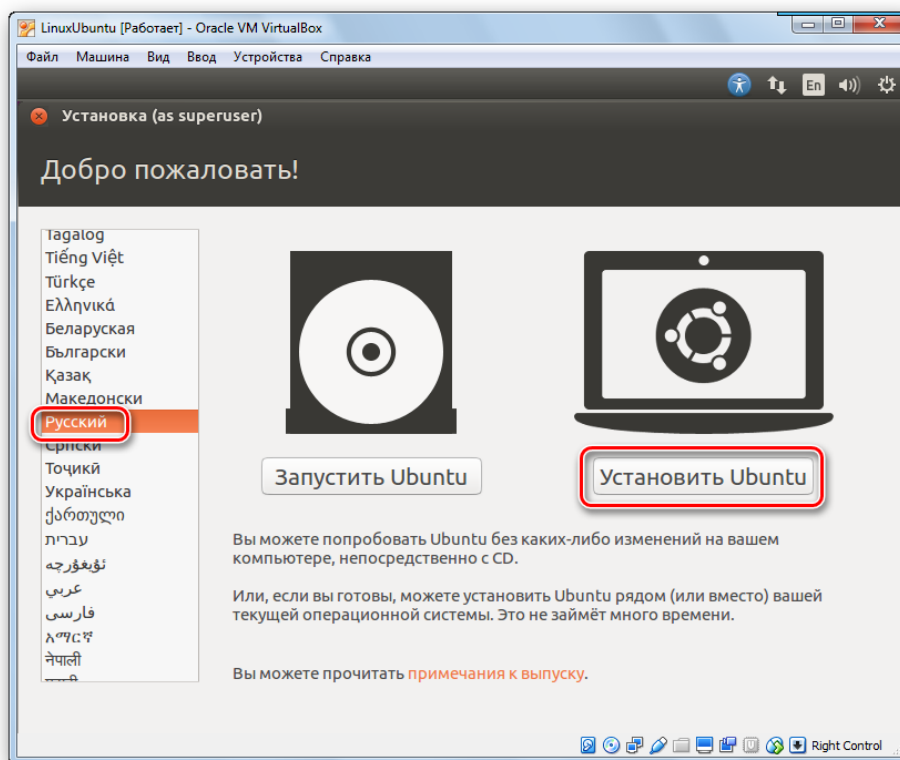 LinuxUbuntu [Работает] - Oracle VM VirtualBox
Файл Машина Вид Ввод Устройства Справка
En
Установка (as superuser)
Добро пожаловать!
Tagalog
Tiếng Việt
Türkçe
Ελληνικά
Беларуская
Български
Қазақ
Македонски
Русский
Српски
Тоҷикӣ
Українська
ქართული
עברית
ئۇيغۇرچە
عربي
فارسی
አማርኛ
नेपाली
Запустить Ubuntu
Установить Ubuntu
Вы можете попробовать Ubuntu без каких-либо изменений на вашем
компьютере, непосредственно с CD.
Или, если вы готовы, можете установить Ubuntu рядом (или вместо) вашей
текущей операционной системы. Это не займёт много времени.
Вы можете прочитать примечания к выпуску.
Right Control